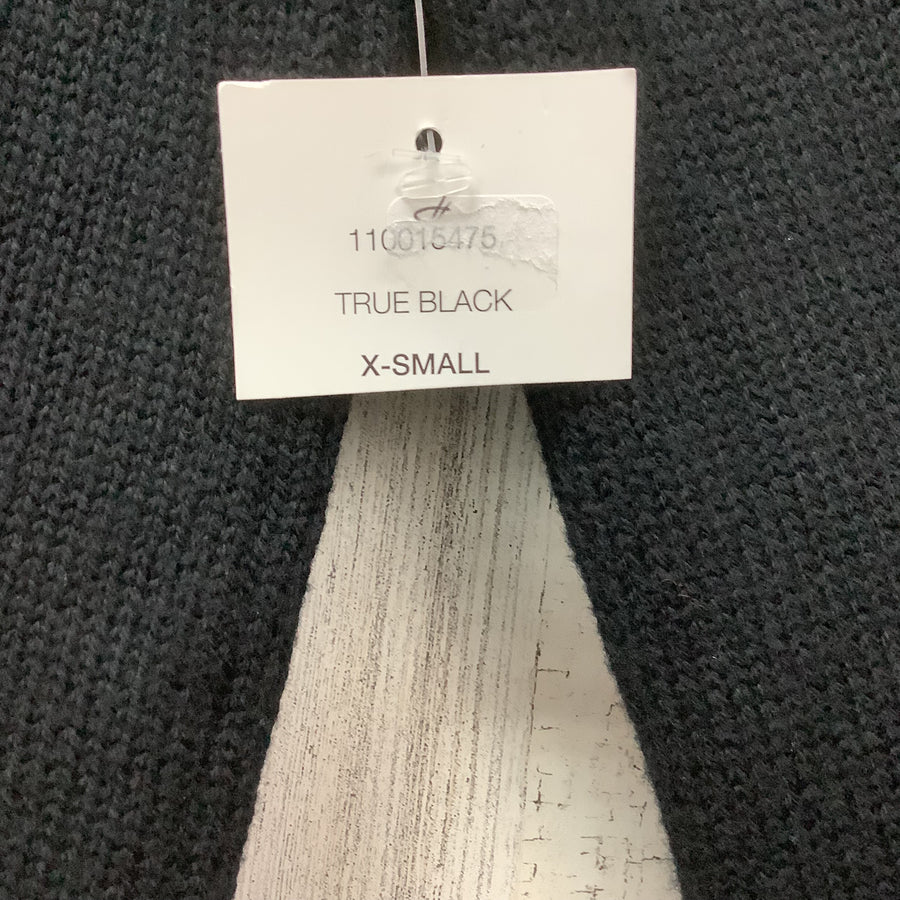 110015475
TRUE BLACK
X-SMALL